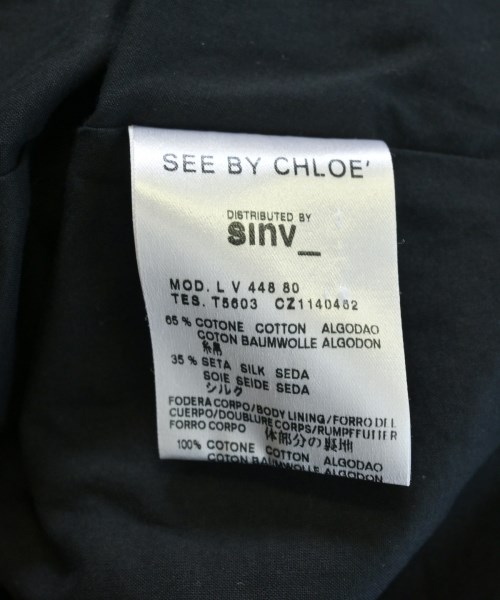 SEE BY CHLOE'
DISTRIBUTED BY
sinv_
MOD. L V 448 80
TES. T5603 CZ1140462
65 % COTONE COTTON ALGODAO
COTON BAUMWOLLE ALGODON
綿
35 % SETA SILK SEDA
SOIE SEIDE SEDA
シルク
FODERA CORPO/BODY LINING/FORRO DEL
CUERPO/DOUBLURE CORPS/RUMPFFUTTER
FORRO CORPO 体部分の裏地
100% COTONE COTTON ALGODAO
COTON BAUMWOLLE ALGODON